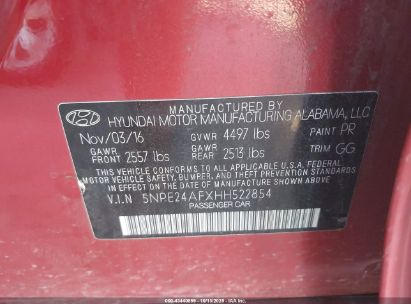 HYUNDAI MOTOR MANUFACTURING ALABAMA, LLC
Nov/03/16 GVWR 4497 lbs PAINT PR
GAWR FRONT 2557 lbs GAWR REAR 2513 lbs TRIM GG
THIS VEHICLE CONFORMS TO ALL APPLICABLE U.S.A. FEDERAL
MOTOR VEHICLE SAFETY, BUMPER, AND THEFT PREVENTION
STANDARDS IN EFFECT ON THE DATE OF MANUFACTURE SHOWN ABOVE.
V.I.N 5NPE24AFXHH522854
PASSENGER CAR